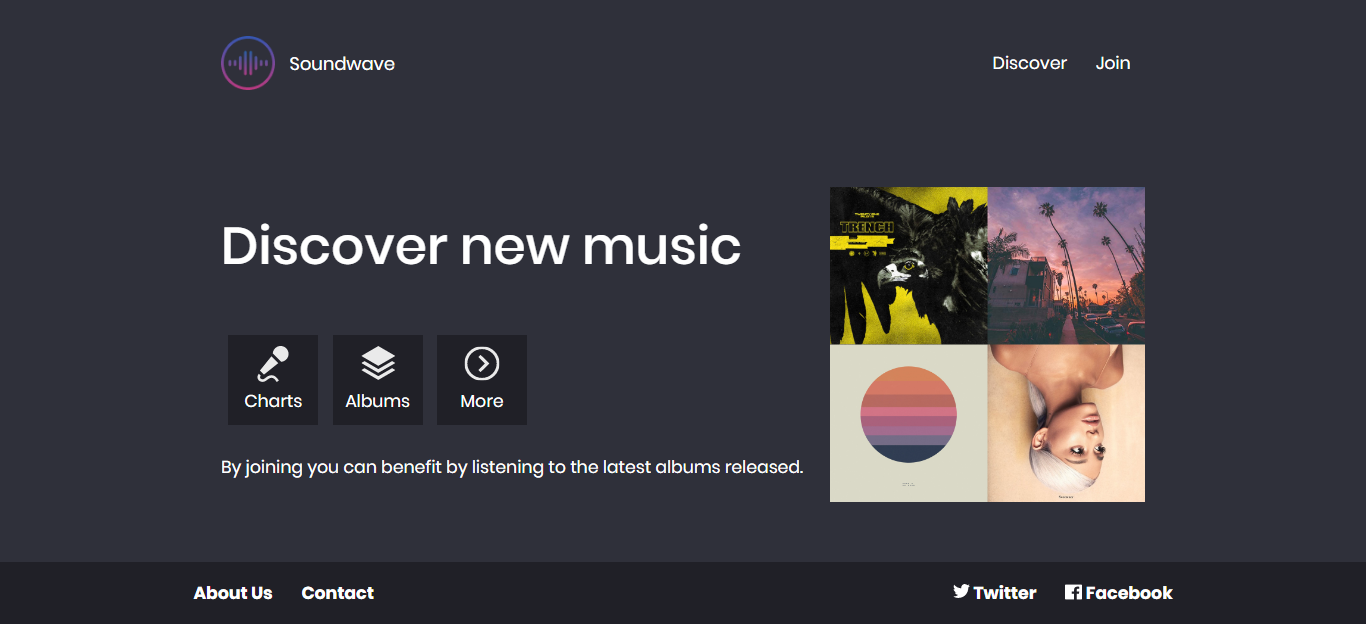 Soundwave
Discover Join
Discover new music
TRENCH
Charts Albums More
By joining you can benefit by listening to the latest albums released.
About Us Contact Twitter Facebook